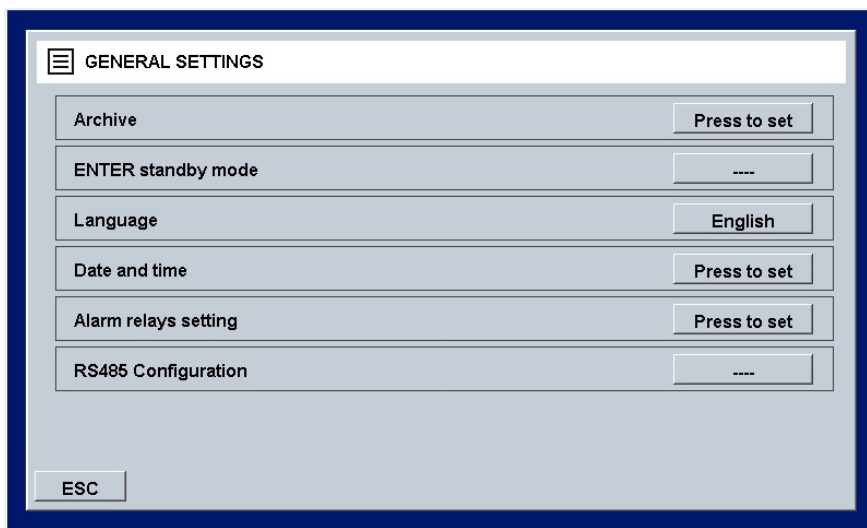 GENERAL SETTINGS
Archive Press to set
ENTER standby mode ----
Language English
Date and time Press to set
Alarm relays setting Press to set
RS485 Configuration ----
ESC